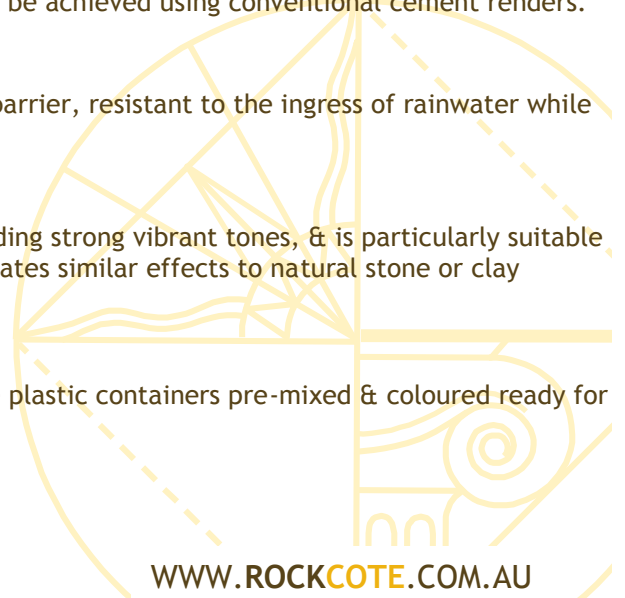 be achieved using conventional cement renders.
barrier, resistant to the ingress of rainwater while
ding strong vibrant tones, & is particularly suitable
ates similar effects to natural stone or clay
plastic containers pre-mixed & coloured ready for
WWW.ROCKCOTE.COM.AU